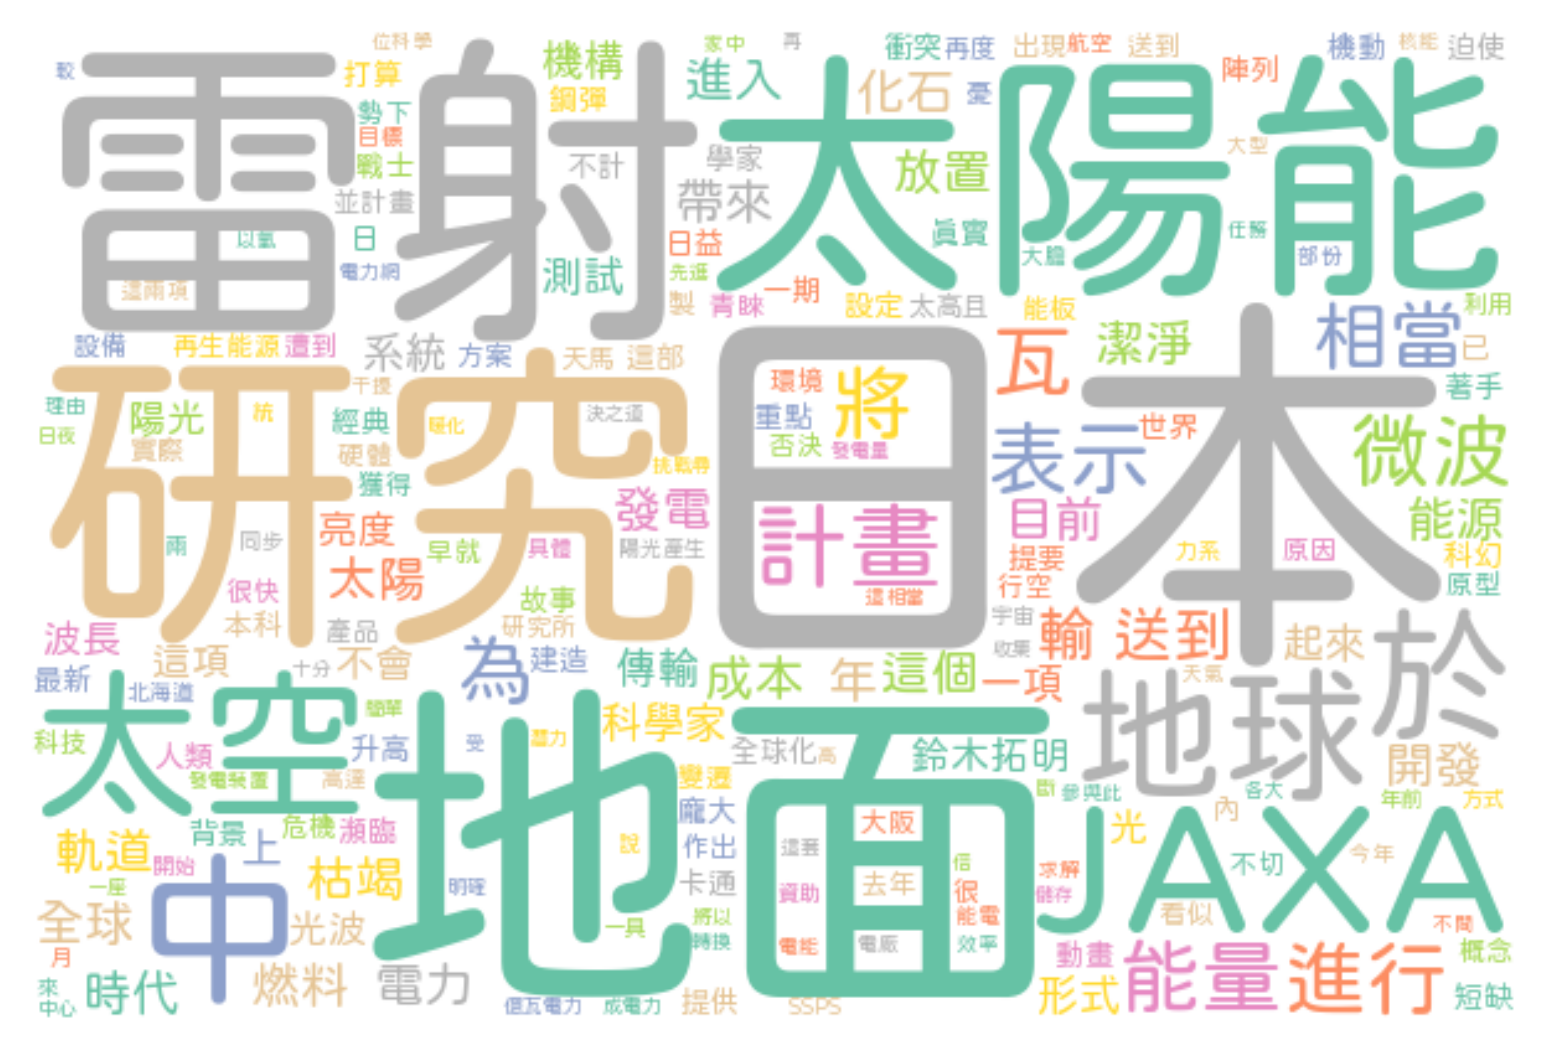 位科學
家中
再
衝突
再度
出現
航空
送到
機動
核能
迫使
較
打算
機構
進入
化石
憂
陣列
鋼彈
勢下
目標
戰士
雷射
太陽能
不計
學家
放置
大型
並計畫
帶來
以氫
日
日益
真實
任務
大膽
部份
電力網
測試
先進
這兩項
製
青睞
一期
設定
太高且
能板
利用
相當
已
設備
再生能源
遭到
系統
方案
天馬
這部
瓦
潔淨
著手
研究
日本
干擾
環境
將
理由
陽光
統
經典
暖化
決之道
重點
世界
微波
日夜
實際
硬體
否決
發電量
表示
挑戰尋
獲得
發電
計畫
目前
能源
亮度
兩
同步
早就
具體
陽光產生
提要
力系
原因
科幻
太陽
行空
原型
很快
故事
這相當
本科
產品
研究所
宇宙
輸
送到
起來
於
波長
這項
十分
不會
為
建造
傳輸
成本
年
這個
一項
收集
天氣
地球
最新
北海道
太空
簡單
地面
科學家
科技
人類
升高
受
潛力
全球化
高
鈴木拓明
開發
發電裝置
高達
變遷
斷
參與此
各大
年前
方式
背景
危機
瀕臨
龐大
大阪
光
內
JAXA
軌道
上
開始
枯竭
說
作出
信
求解
不切
今年
一座
中
明確
卡通
資助
去年
很
儲存
看似
全球
光波
一具
將以
能電
不間
月
轉換
電能
電廠
效率
動畫
能量
進行
概念
來
中心
時代
燃料
電力
億瓦電力
成電力
提供
SSPS
形式
短缺